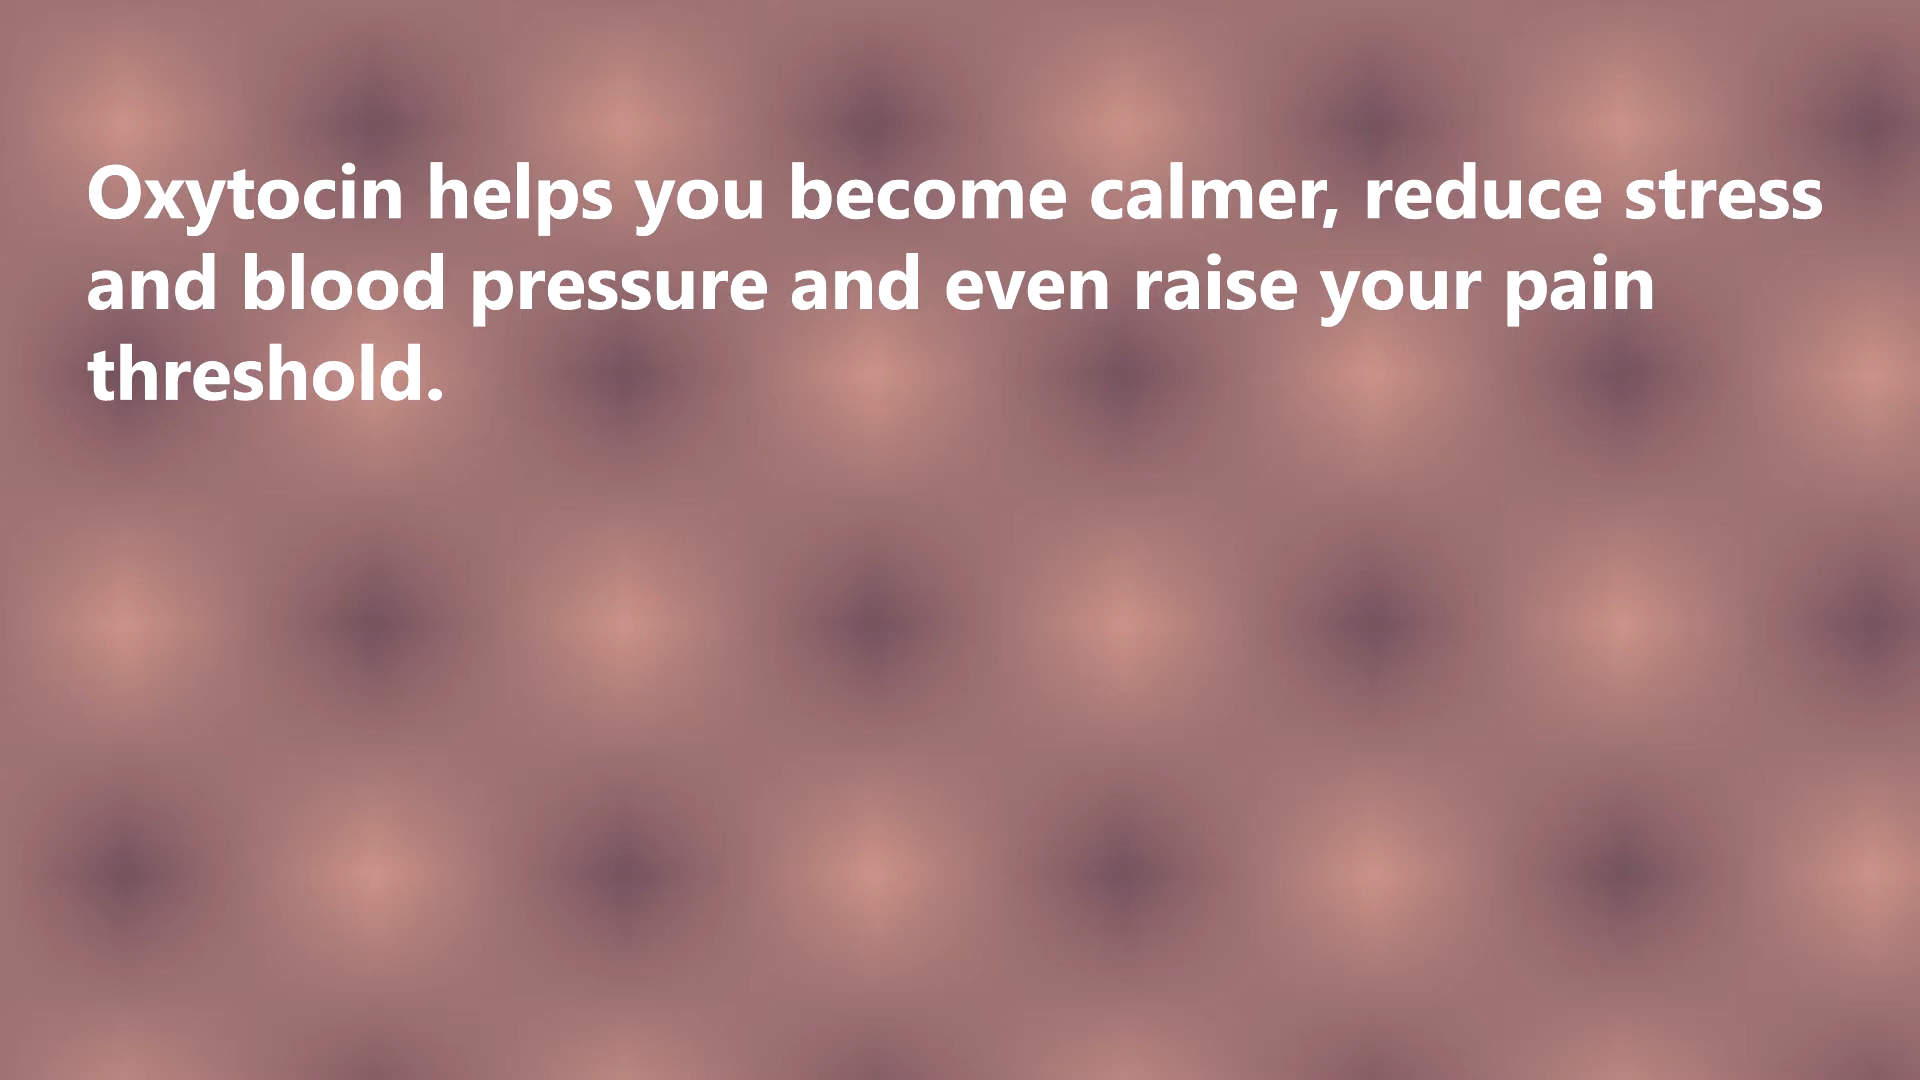 Oxytocin helps you become calmer, reduce stress
and blood pressure and even raise your pain
threshold.